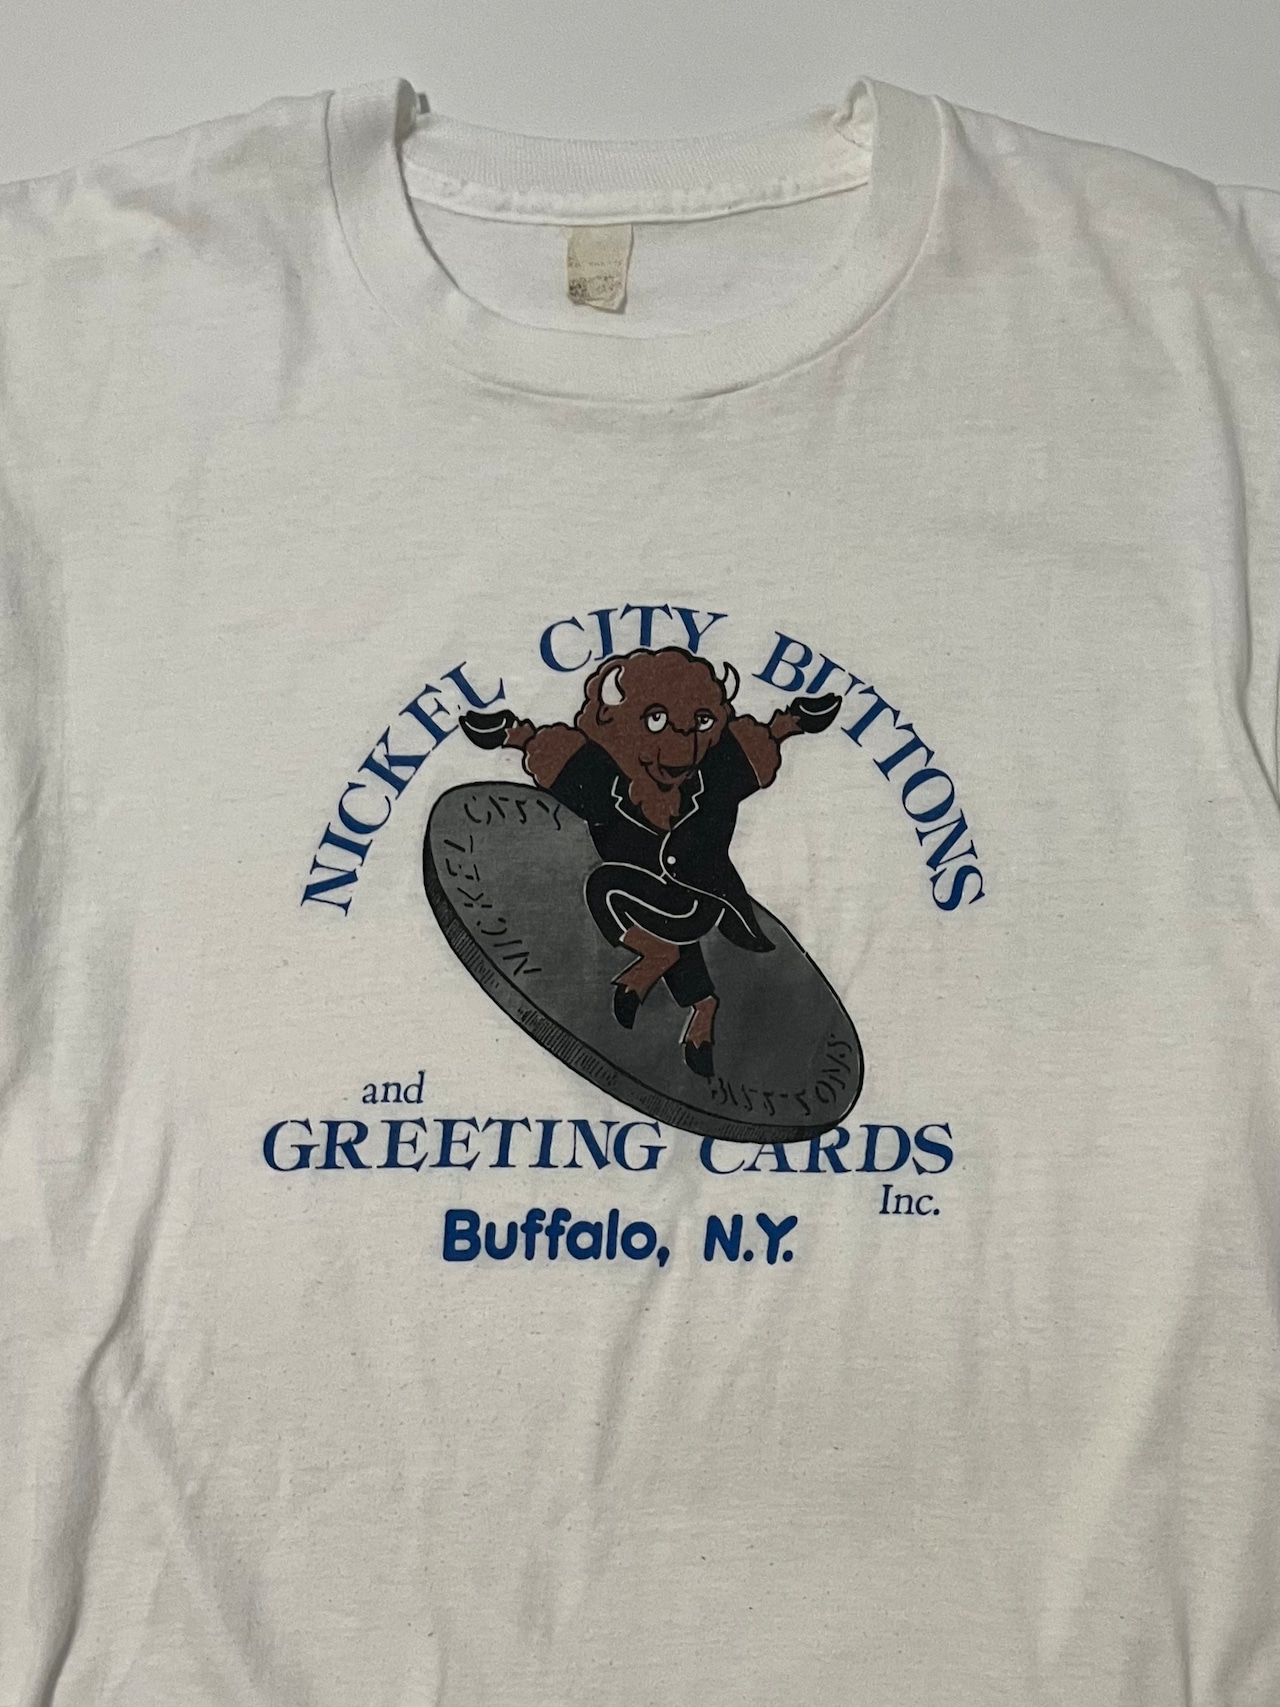 NICKEL CITY BUTTONS
NICKEL CITY
BUTTONS
and
GREETING CARDS
Inc.
Buffalo, N.Y.